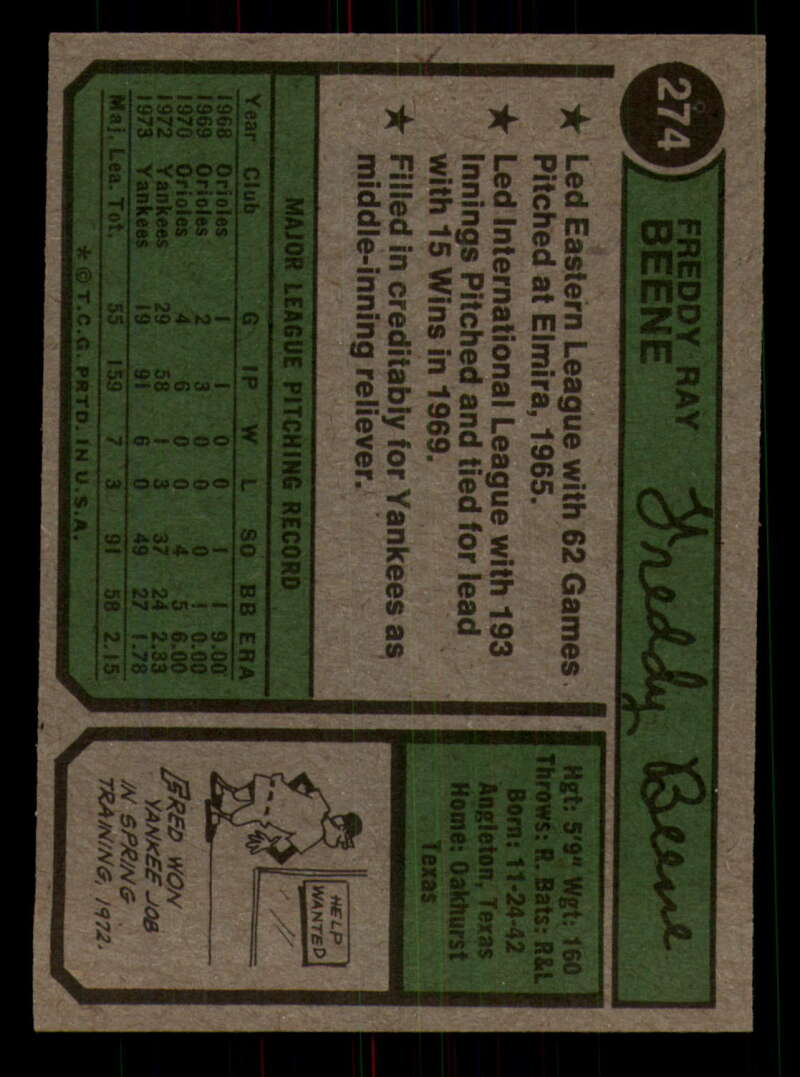 274
FREDDY RAY
BEENE
Freddy Beene
★ Led Eastern League with 62 Games
Pitched at Elmira, 1965.
★ Led International League with 193
Innings Pitched and tied for lead
with 15 Wins in 1969.
★ Filled in creditably for Yankees as
middle-inning reliever.
MAJOR LEAGUE PITCHING RECORD
Year Club G IP W L SO BB ERA
1968 Orioles 1 1 0 0 1 1 9.00
1969 Orioles 2 3 0 0 0 1 0.00
1970 Orioles 4 6 0 0 4 5 6.00
1972 Yankees 29 58 1 3 37 24 2.33
1973 Yankees 19 91 6 0 49 27 1.78
Maj. Lea. Tot. 55 159 7 3 91 58 2.15
* © T.C.G. PRTD. IN U.S.A.
Hgt: 5'9" Wgt: 160
Throws: R. Bats: R&L
Born: 11-24-42
Angleton, Texas
Home: Oakhurst
Texas
HELP
WANTED
FRED WON
YANKEE JOB
IN SPRING
TRAINING, 1972.